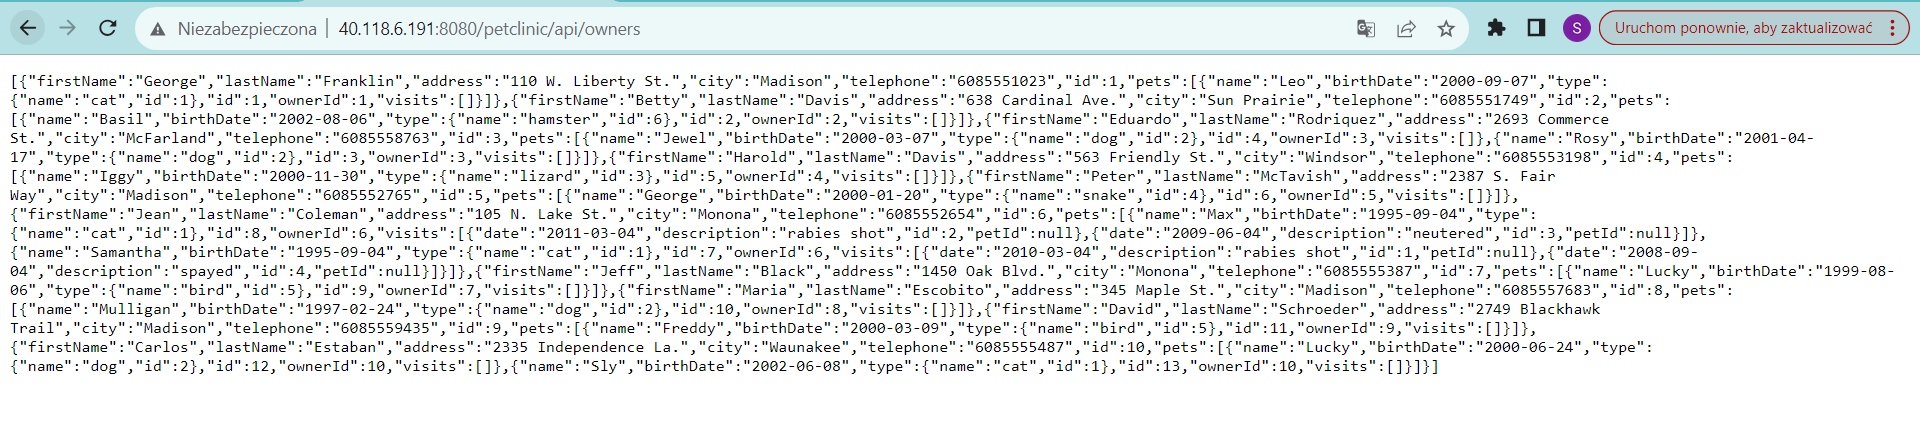 Niezabezpieczona | 40.118.6.191:8080/petclinic/api/owners S Uruchom ponownie, aby zaktualizować
[{"firstName":"George","lastName":"Franklin","address":"110 W. Liberty St.","city":"Madison","telephone":"6085551023","id":1,"pets":[{"name":"Leo","birthDate":"2000-09-07","type":
{"name":"cat","id":1},"id":1,"ownerId":1,"visits":[]}]},{"firstName":"Betty","lastName":"Davis","address":"638 Cardinal Ave.","city":"Sun Prairie","telephone":"6085551749","id":2,"pets":
[{"name":"Basil","birthDate":"2002-08-06","type":{"name":"hamster","id":6},"id":2,"ownerId":2,"visits":[]}]},{"firstName":"Eduardo","lastName":"Rodriquez","address":"2693 Commerce
St.","city":"McFarland","telephone":"6085558763","id":3,"pets":[{"name":"Jewel","birthDate":"2000-03-07","type":{"name":"dog","id":2},"id":4,"ownerId":3,"visits":[]},{"name":"Rosy","birthDate":"2001-04-
17","type":{"name":"dog","id":2},"id":3,"ownerId":3,"visits":[]}]},{"firstName":"Harold","lastName":"Davis","address":"563 Friendly St.","city":"Windsor","telephone":"6085553198","id":4,"pets":
[{"name":"Iggy","birthDate":"2000-11-30","type":{"name":"lizard","id":3},"id":5,"ownerId":4,"visits":[]}]},{"firstName":"Peter","lastName":"McTavish","address":"2387 S. Fair
Way","city":"Madison","telephone":"6085552765","id":5,"pets":[{"name":"George","birthDate":"2000-01-20","type":{"name":"snake","id":4},"id":6,"ownerId":5,"visits":[]}]},
{"firstName":"Jean","lastName":"Coleman","address":"105 N. Lake St.","city":"Monona","telephone":"6085552654","id":6,"pets":[{"name":"Max","birthDate":"1995-09-04","type":
{"name":"cat","id":1},"id":8,"ownerId":6,"visits":[{"date":"2011-03-04","description":"rabies shot","id":2,"petId":null},{"date":"2009-06-04","description":"neutered","id":3,"petId":null}]},
{"name":"Samantha","birthDate":"1995-09-04","type":{"name":"cat","id":1},"id":7,"ownerId":6,"visits":[{"date":"2010-03-04","description":"rabies shot","id":1,"petId":null},{"date":"2008-09-
04","description":"spayed","id":4,"petId":null}]}]},{"firstName":"Jeff","lastName":"Black","address":"1450 Oak Blvd.","city":"Monona","telephone":"6085555387","id":7,"pets":[{"name":"Lucky","birthDate":"1999-08-
06","type":{"name":"bird","id":5},"id":9,"ownerId":7,"visits":[]}]},{"firstName":"Maria","lastName":"Escobito","address":"345 Maple St.","city":"Madison","telephone":"6085557683","id":8,"pets":
[{"name":"Mulligan","birthDate":"1997-02-24","type":{"name":"dog","id":2},"id":10,"ownerId":8,"visits":[]}]},{"firstName":"David","lastName":"Schroeder","address":"2749 Blackhawk
Trail","city":"Madison","telephone":"6085559435","id":9,"pets":[{"name":"Freddy","birthDate":"2000-03-09","type":{"name":"bird","id":5},"id":11,"ownerId":9,"visits":[]}]},
{"firstName":"Carlos","lastName":"Estaban","address":"2335 Independence La.","city":"Waunakee","telephone":"6085555487","id":10,"pets":[{"name":"Lucky","birthDate":"2000-06-24","type":
{"name":"dog","id":2},"id":12,"ownerId":10,"visits":[]},{"name":"Sly","birthDate":"2002-06-08","type":{"name":"cat","id":1},"id":13,"ownerId":10,"visits":[]}]}]